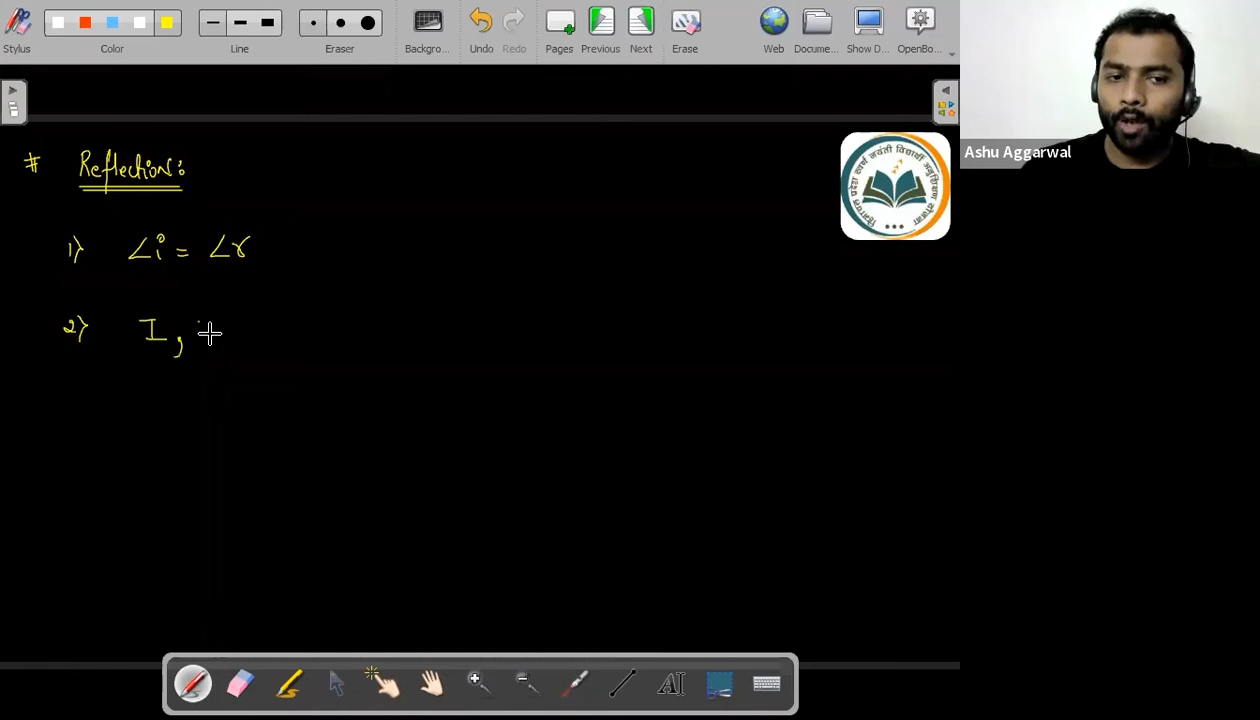 Stylus
Color
Line
Eraser
Backgro...
Undo
Redo
Pages
Previous
Next
Erase
Web
Docume...
Show D...
OpenBo...
Ashu Aggarwal
# Reflection:
1) ∠i = ∠r
2) I,